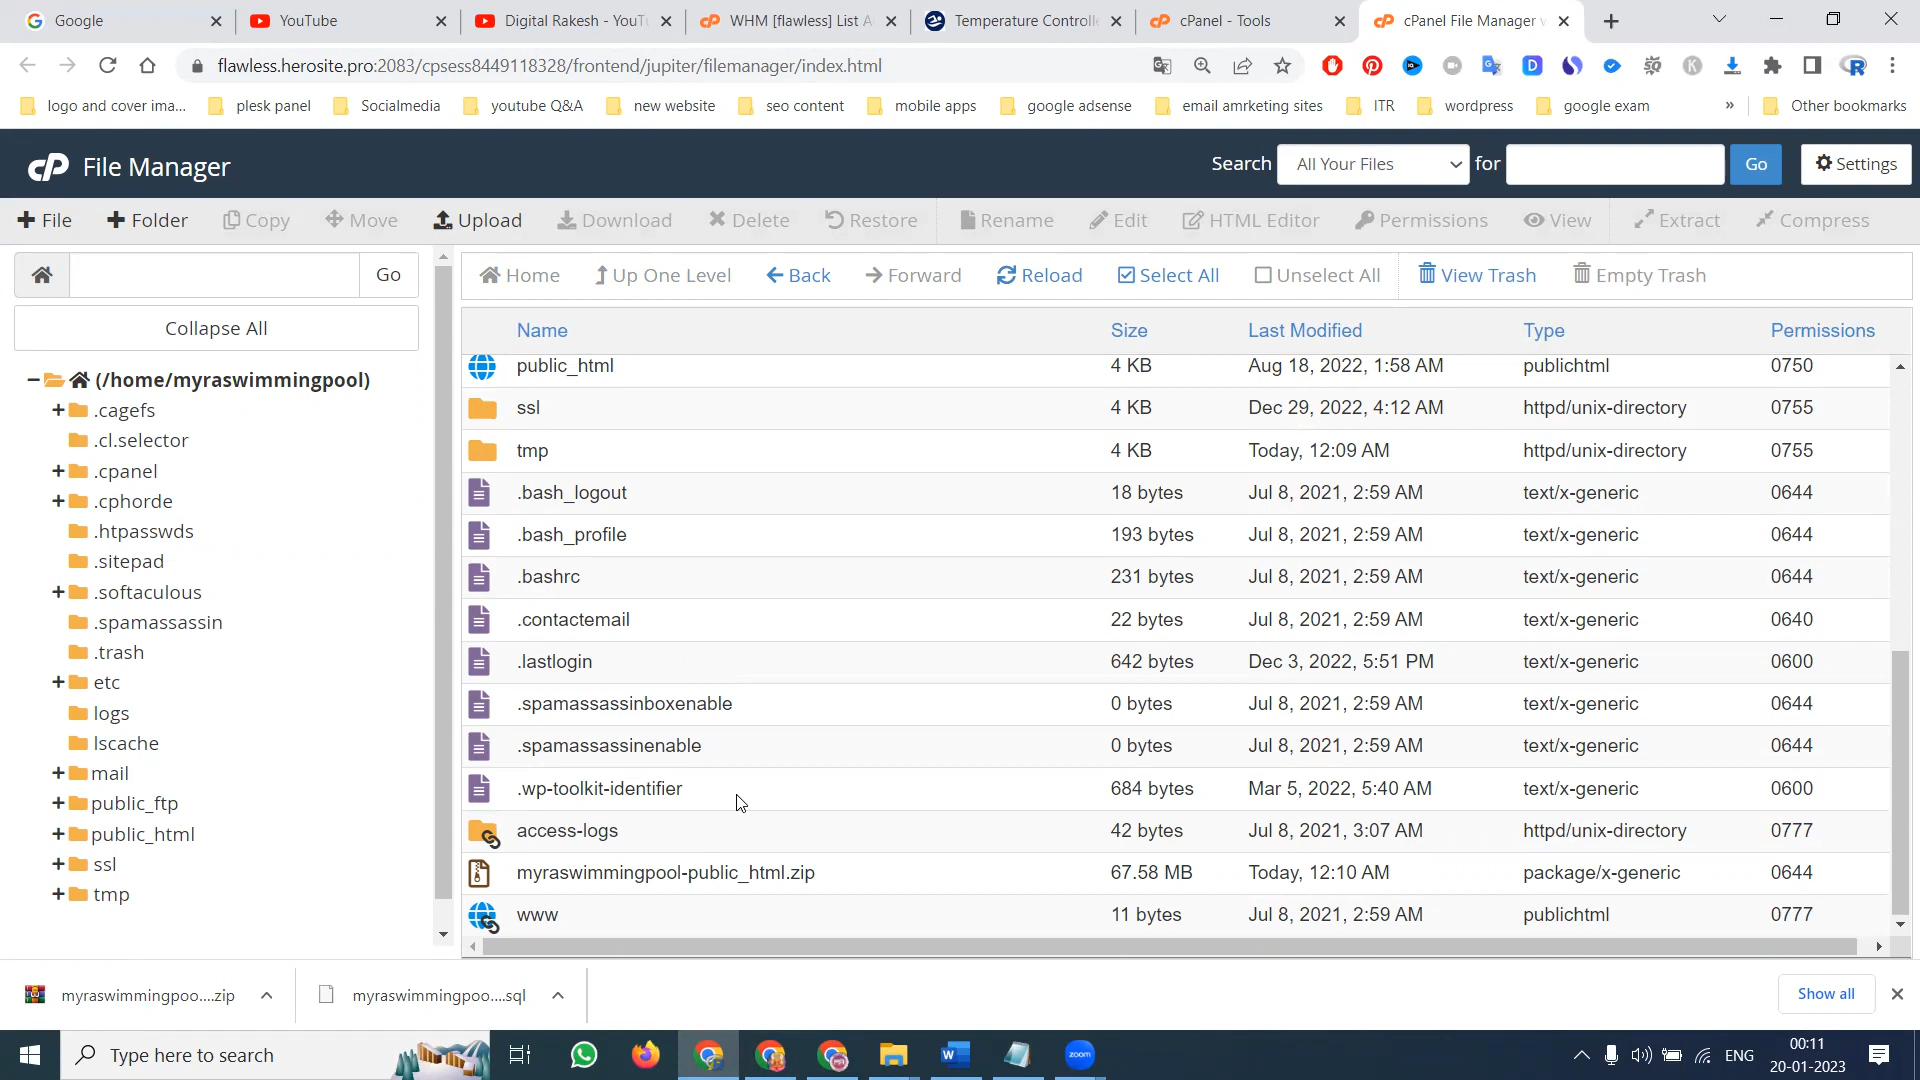 Google
YouTube
Digital Rakesh - YouT
WHM [flawless] List A
Temperature Controlle
cPanel - Tools
cPanel File Manager v
flawless.herosite.pro:2083/cpsess8449118328/frontend/jupiter/filemanager/index.html
logo and cover ima...
plesk panel
Socialmedia
youtube Q&A
new website
seo content
mobile apps
google adsense
email amrketing sites
ITR
wordpress
google exam
»
Other bookmarks
cP File Manager
Search All Your Files for Go Settings
File Folder Copy Move Upload Download Delete Restore Rename Edit HTML Editor Permissions View Extract Compress
Go
Home Up One Level Back Forward Reload Select All Unselect All View Trash Empty Trash
Collapse All
(/home/myraswimmingpool)
.cagefs
.cl.selector
.cpanel
.cphorde
.htpasswds
.sitepad
.softaculous
.spamassassin
.trash
etc
logs
lscache
mail
public_ftp
public_html
ssl
tmp
Name Size Last Modified Type Permissions
public_html 4 KB Aug 18, 2022, 1:58 AM publichtml 0750
ssl 4 KB Dec 29, 2022, 4:12 AM httpd/unix-directory 0755
tmp 4 KB Today, 12:09 AM httpd/unix-directory 0755
.bash_logout 18 bytes Jul 8, 2021, 2:59 AM text/x-generic 0644
.bash_profile 193 bytes Jul 8, 2021, 2:59 AM text/x-generic 0644
.bashrc 231 bytes Jul 8, 2021, 2:59 AM text/x-generic 0644
.contactemail 22 bytes Jul 8, 2021, 2:59 AM text/x-generic 0640
.lastlogin 642 bytes Dec 3, 2022, 5:51 PM text/x-generic 0600
.spamassassinboxenable 0 bytes Jul 8, 2021, 2:59 AM text/x-generic 0644
.spamassassinenable 0 bytes Jul 8, 2021, 2:59 AM text/x-generic 0644
.wp-toolkit-identifier 684 bytes Mar 5, 2022, 5:40 AM text/x-generic 0600
access-logs 42 bytes Jul 8, 2021, 3:07 AM httpd/unix-directory 0777
myraswimmingpool-public_html.zip 67.58 MB Today, 12:10 AM package/x-generic 0644
www 11 bytes Jul 8, 2021, 2:59 AM publichtml 0777
myraswimmingpoo....zip
myraswimmingpoo....sql
Show all
Type here to search
zoom
ENG
00:11
20-01-2023